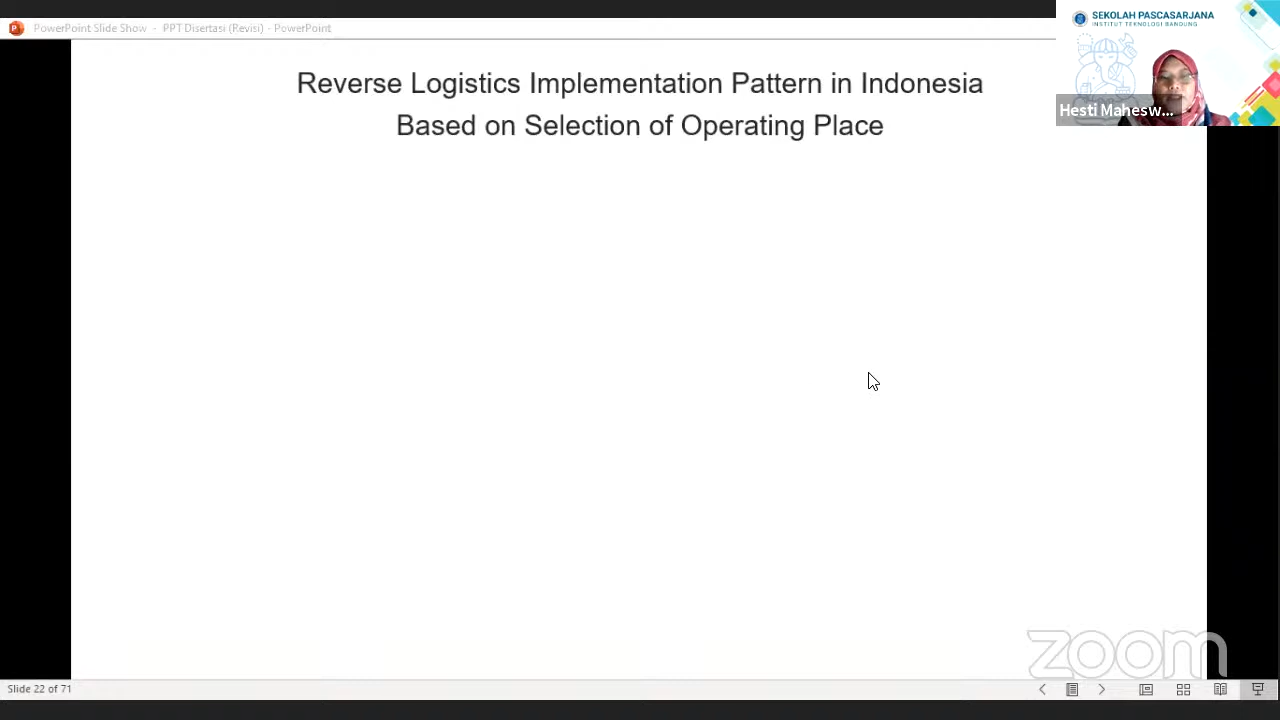 PowerPoint Slide Show - PPT Disertasi (Revisi) - PowerPoint
SEKOLAH PASCASARJANA
INSTITUT TEKNOLOGI BANDUNG
Hesti Mahesw...
Reverse Logistics Implementation Pattern in Indonesia
Based on Selection of Operating Place
zoom
Slide 22 of 71